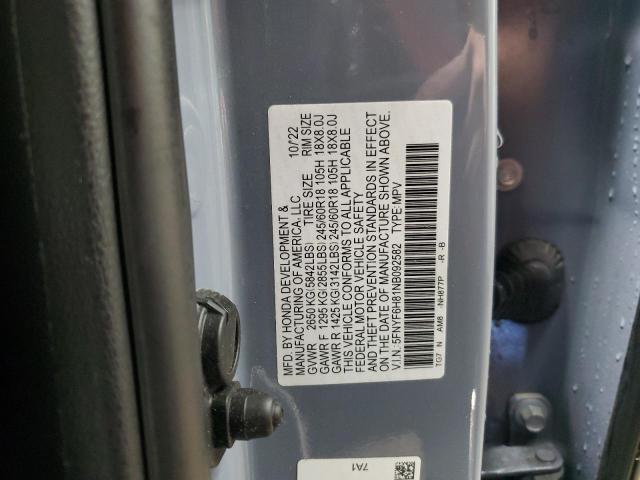 MFD. BY HONDA DEVELOPMENT &
MANUFACTURING OF AMERICA, LLC 10/22
GVWR 2650 KG(5842LBS) TIRE SIZE RIM SIZE
GAWR F 1295 KG(2855LBS) 245/60R18 105H 18X8.0J
GAWR R 1425 KG(3142LBS) 245/60R18 105H 18X8.0J
THIS VEHICLE CONFORMS TO ALL APPLICABLE
FEDERAL MOTOR VEHICLE SAFETY
AND THEFT PREVENTION STANDARDS IN EFFECT
ON THE DATE OF MANUFACTURE SHOWN ABOVE.
V.I.N.:5FNYF6H81NB092582 TYPE:MPV
TG7 N AM8 -NH877P -R -B
7A1